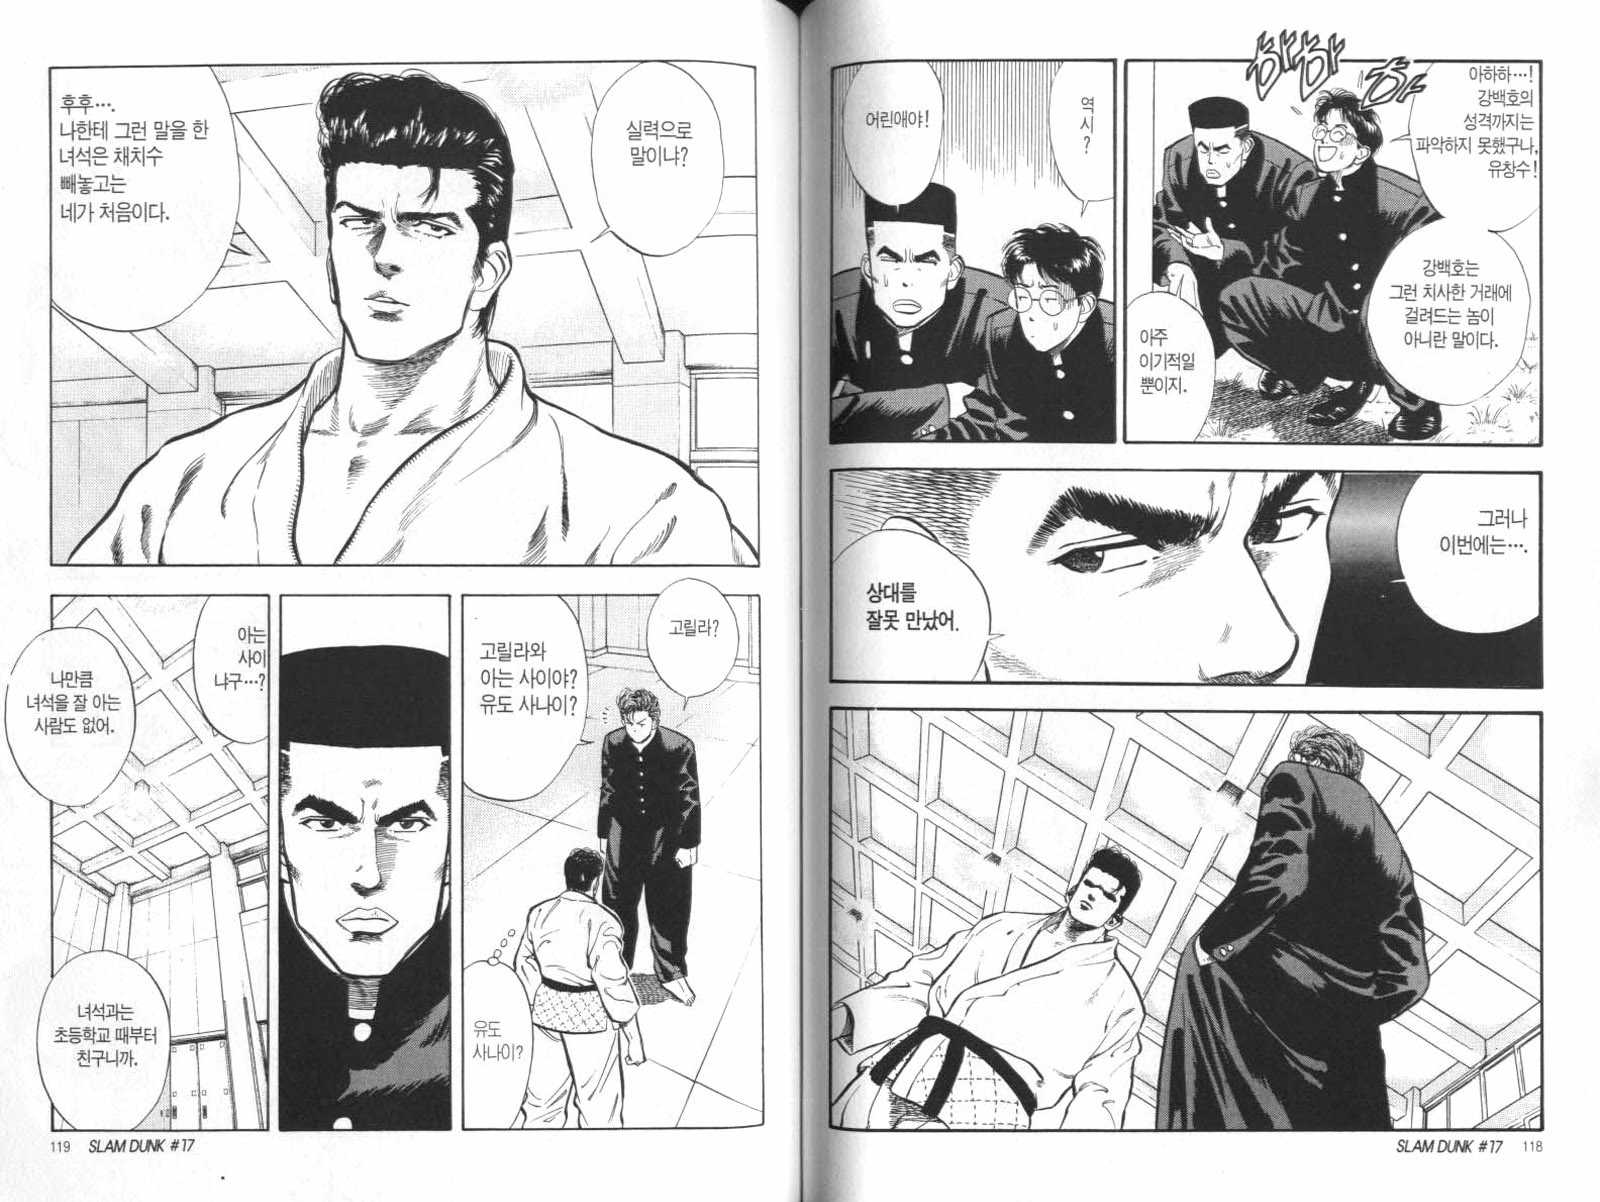 하하하
아하하…!
강백호의
성격까지는
파악하지 못했구나,
유창수!
강백호는
그런 치사한 거래에
걸려드는 놈이
아니란 말이다.
아주
이기적일
뿐이지.
역
시?
어린애야!
그러나
이번에는….
상대를
잘못 만났어.
SLAM DUNK #17 118
실력으로
말이냐?
후후….
나한테 그런 말을 한
녀석은 채치수
빼놓고는
네가 처음이다.
고릴라?
고릴라와
아는 사이야?
유도 사나이?
유도
사나이?
아는
사이
냐구…?
나만큼
녀석을 잘 아는
사람도 없어.
녀석과는
초등학교 때부터
친구니까.
119 SLAM DUNK #17